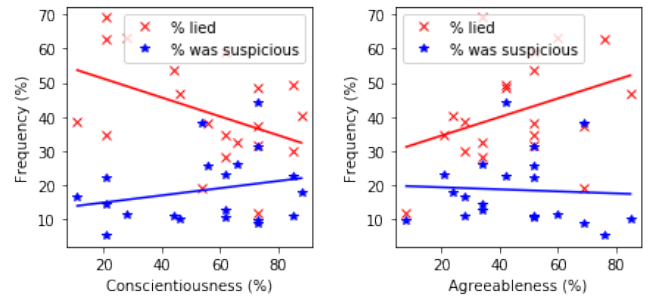 70
60
50
40
30
20
10
Frequency (%)
% lied
% was suspicious
20
40
60
80
Conscientiousness (%)
70
60
50
40
30
20
10
Frequency (%)
% lied
% was suspicious
20
40
60
80
Agreeableness (%)